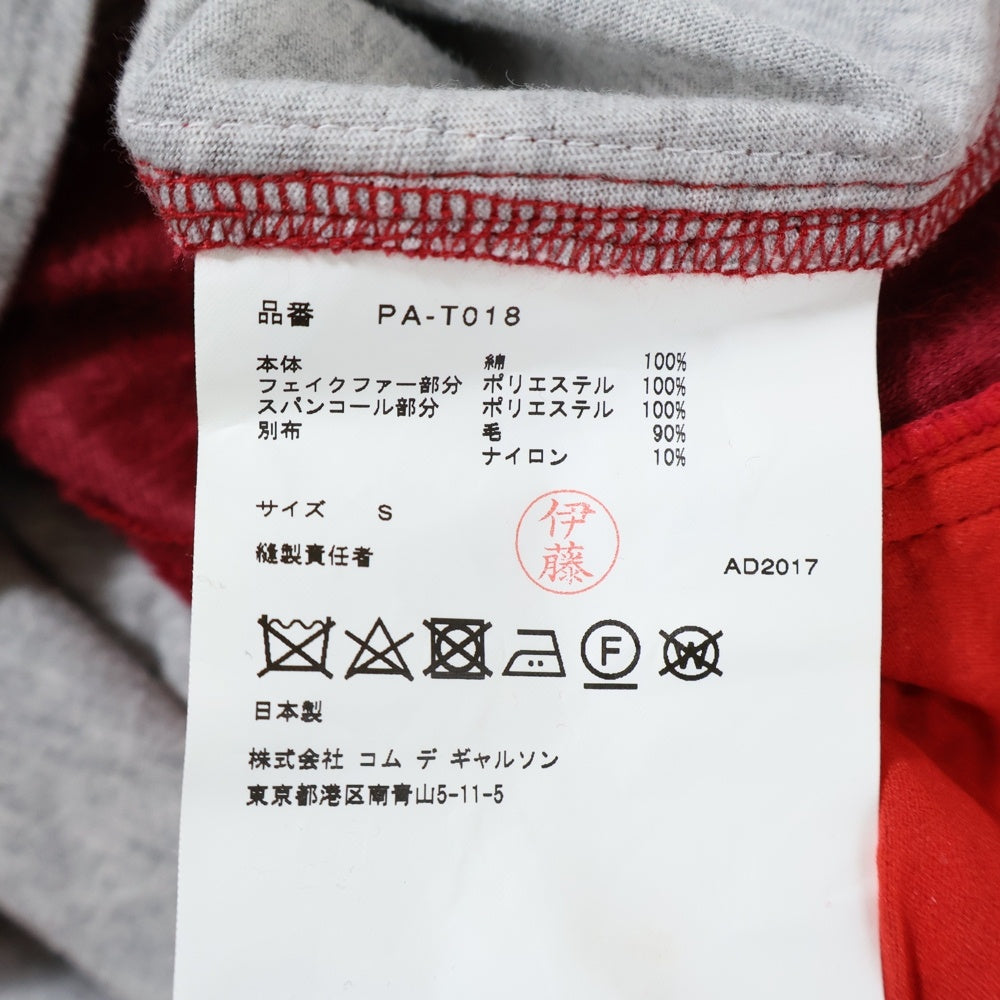 品番 PA-T018
本体 綿 100%
フェイクファー部分 ポリエステル 100%
スパンコール部分 ポリエステル 100%
別布 毛 90%
ナイロン 10%
サイズ S
縫製責任者 伊藤 AD2017
F W
日本製
株式会社 コム デ ギャルソン
東京都港区南青山5-11-5